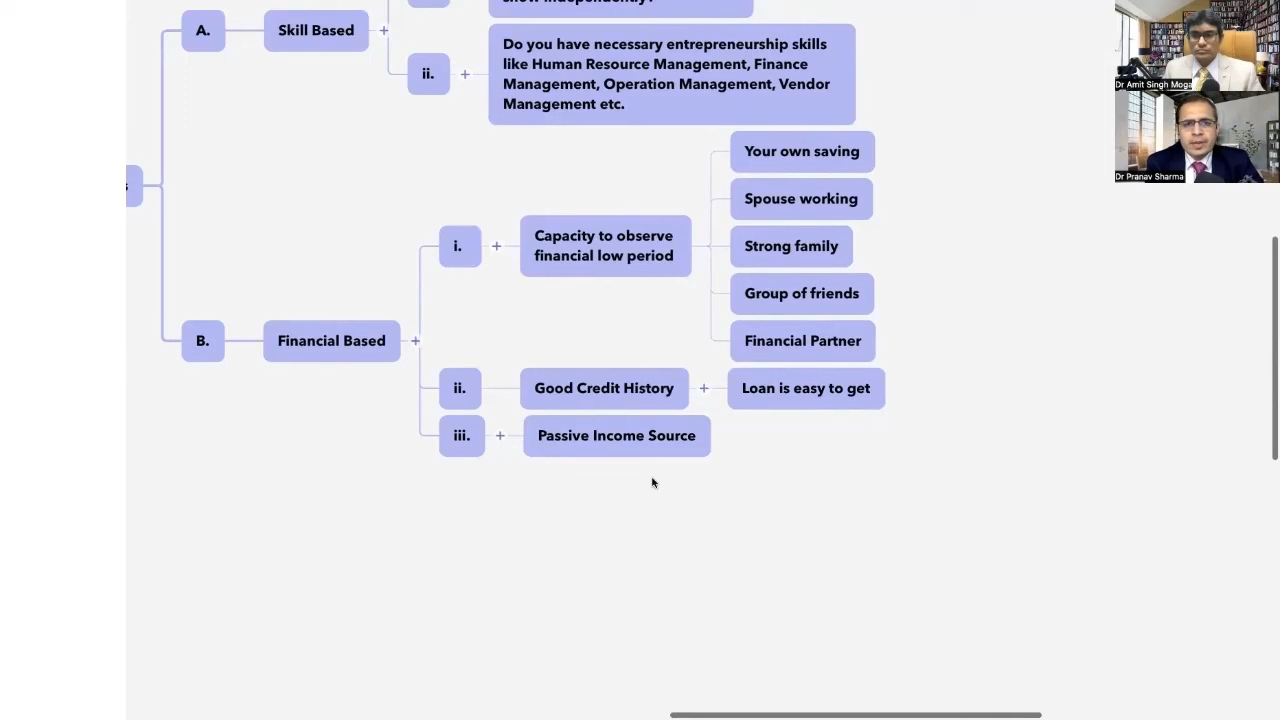 show independently?
A.
Skill Based
+
ii.
+
Do you have necessary entrepreneurship skills
like Human Resource Management, Finance
Management, Operation Management, Vendor
Management etc.
s
B.
Financial Based
+
i.
+
Capacity to observe
financial low period
Your own saving
Spouse working
Strong family
Group of friends
Financial Partner
ii.
Good Credit History
+
Loan is easy to get
iii.
+
Passive Income Source
Dr Amit Singh Moga
Dr Pranav Sharma